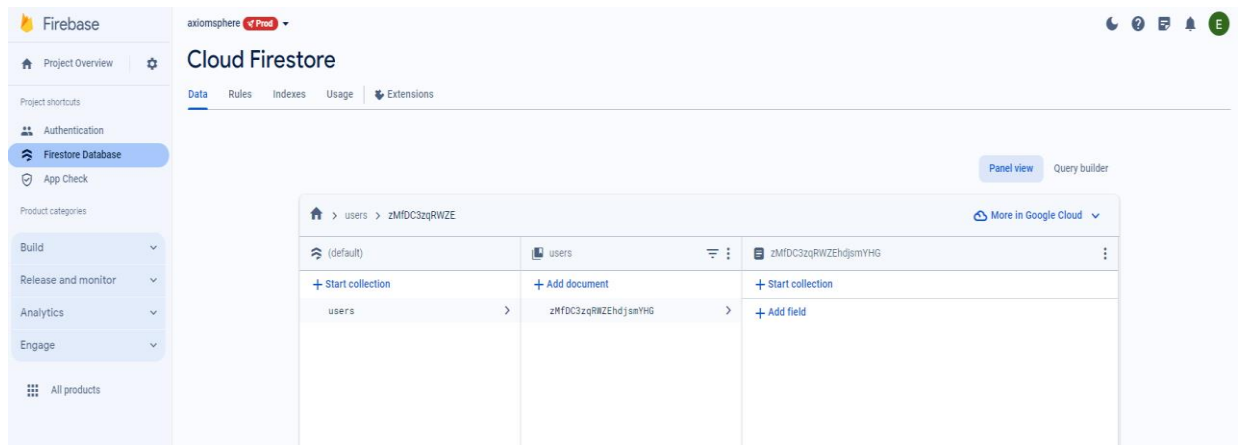 Firebase
axiomsphere Prod
E
Project Overview
Cloud Firestore
Data Rules Indexes Usage Extensions
Project shortcuts
Authentication
Firestore Database
App Check
Product categories
Build
Release and monitor
Analytics
Engage
All products
Panel view Query builder
users > zMfDC3zqRWZE
More in Google Cloud
(default)
users
zMfDC3zqRWZEhdjsmYHG
+ Start collection
+ Add document
+ Start collection
users
zMfDC3zqRWZEhdjsmYHG
+ Add field